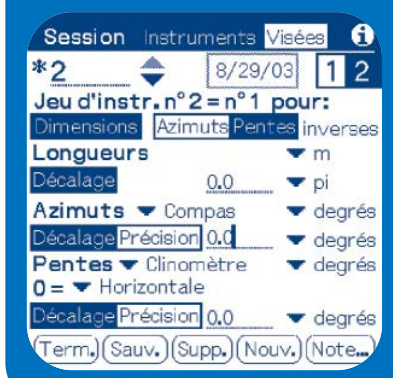 Session Instruments Visées i
*2 8/29/03 1 2
Jeu d'instr. n°2 = n°1 pour:
Dimensions Azimuts Pentes inverses
Longueurs m
Décalage 0.0 pi
Azimuts Compas degrés
Décalage Précision 0.0 degrés
Pentes Clinomètre degrés
0 = Horizontale
Décalage Précision 0.0 degrés
Term. Sauv. Supp. Nouv. Note...